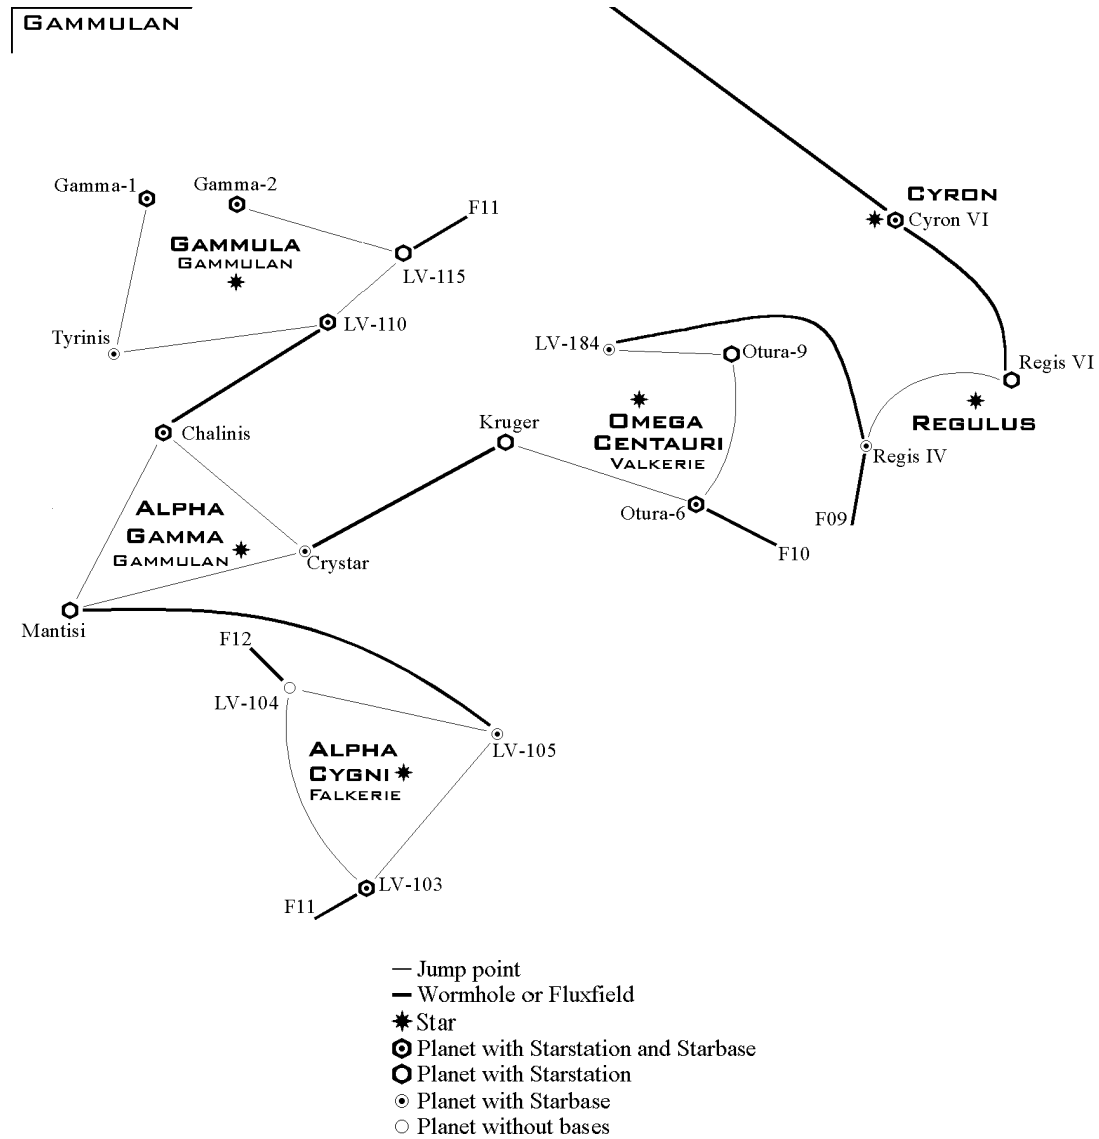 GAMMULAN
CYRON
Cyron VI
Gamma-1
Gamma-2
F11
GAMMULA
GAMMULAN
LV-115
LV-110
Tyrinis
LV-184
Otura-9
Regis VI
OMEGA
CENTAURI
VALKERIE
REGULUS
Kruger
Chalinis
Regis IV
Otura-6
F09
F10
ALPHA
GAMMA
GAMMULAN
Crystar
Mantisi
F12
LV-104
LV-105
ALPHA
CYGNI
FALKERIE
LV-103
F11
Jump point
Wormhole or Fluxfield
Star
Planet with Starstation and Starbase
Planet with Starstation
Planet with Starbase
Planet without bases